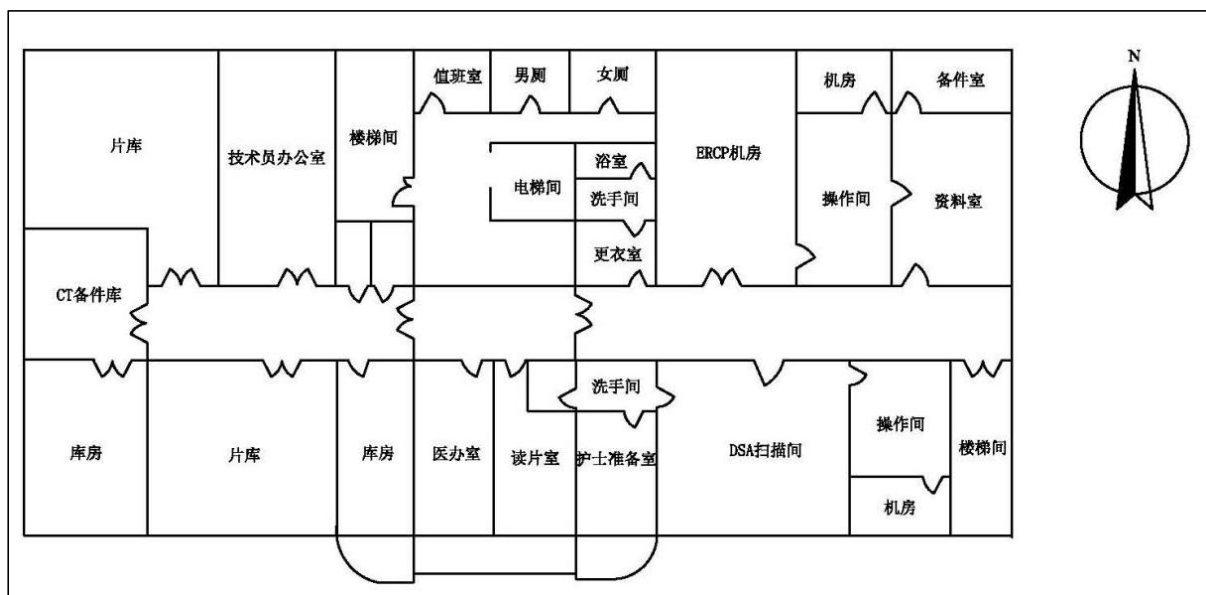 N
值班室
男厕
女厕
机房
备件室
片库
技术员办公室
楼梯间
电梯间
浴室
洗手间
更衣室
ERCP机房
操作间
资料室
CT备件库
库房
片库
库房
医办室
读片室
洗手间
护士准备室
DSA扫描间
操作间
机房
楼梯间